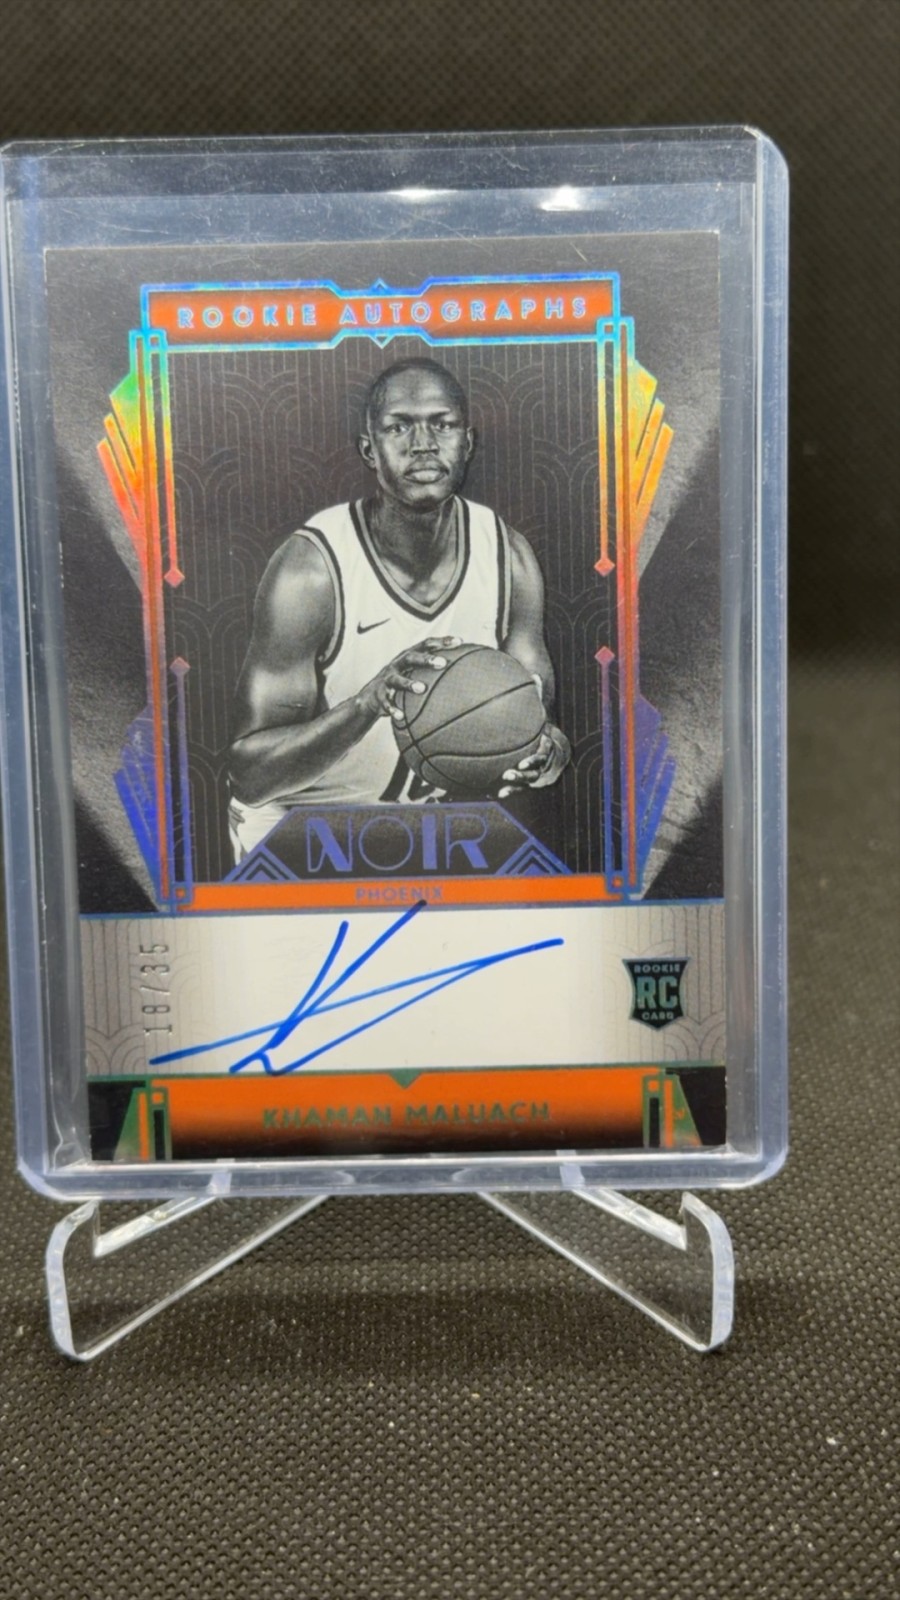 ROOKIE AUTOGRAPHS
NOIR
PHOENIX
18/35
ROOKIE
RC
CARD
KHAMAN MALUACH